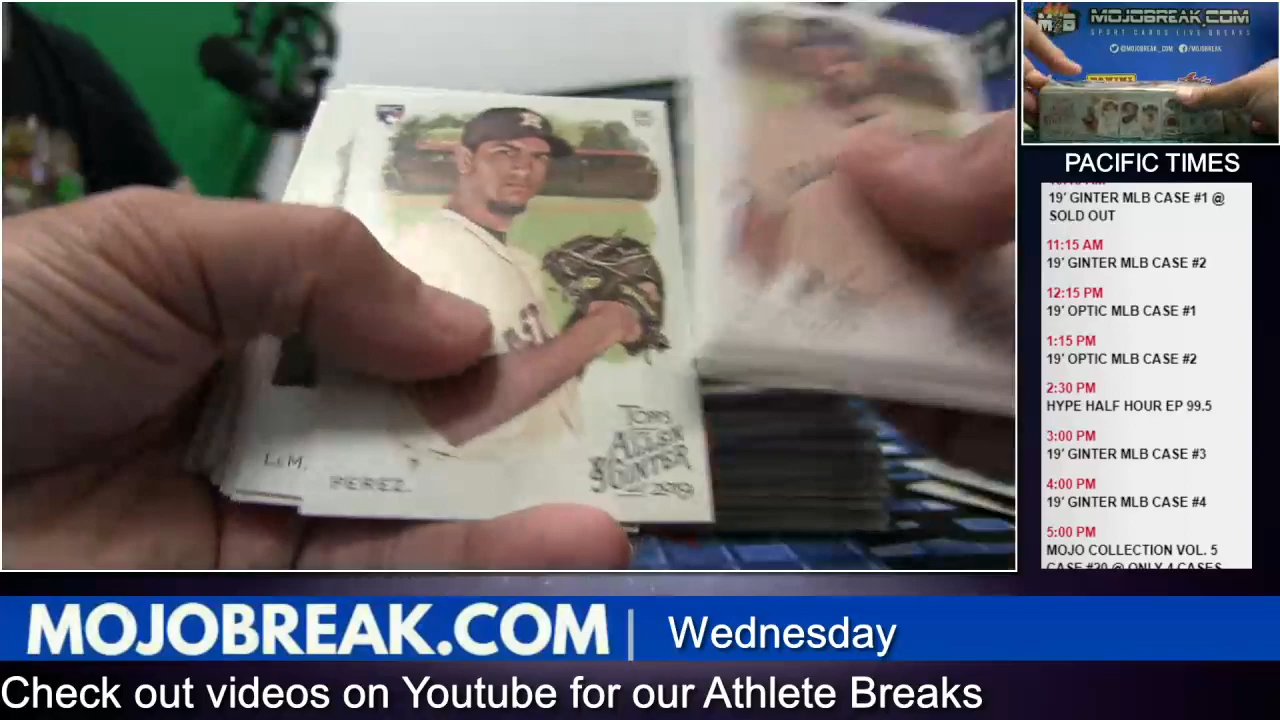 MOJOBREAK.COM
SPORT CARDS LIVE BREAKS
@MOJOBREAK_COM /MOJOBREAK
PANINI
PACIFIC TIMES
19' GINTER MLB CASE #1 @
SOLD OUT
11:15 AM
19' GINTER MLB CASE #2
12:15 PM
19' OPTIC MLB CASE #1
1:15 PM
19' OPTIC MLB CASE #2
2:30 PM
HYPE HALF HOUR EP 99.5
3:00 PM
19' GINTER MLB CASE #3
4:00 PM
19' GINTER MLB CASE #4
5:00 PM
MOJO COLLECTION VOL. 5
CASE #20 @ ONLY 4 CASES
TOPPS
ALLEN
& GINTER
2019
PEREZ
MOJOBREAK.COM | Wednesday
Check out videos on Youtube for our Athlete Breaks